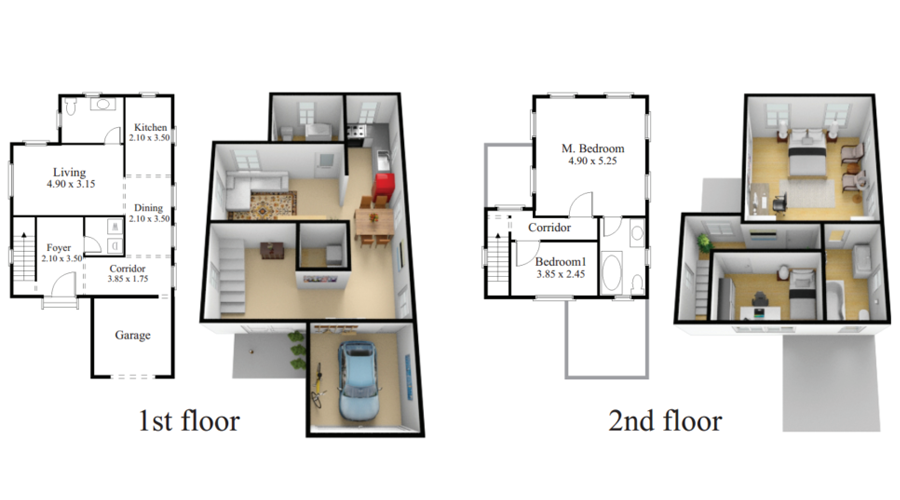 Kitchen
2.10 x 3.50
Living
4.90 x 3.15
Dining
2.10 x 3.50
Foyer
2.10 x 3.50
Corridor
3.85 x 1.75
Garage
1st floor
M. Bedroom
4.90 x 5.25
Corridor
Bedroom1
3.85 x 2.45
2nd floor